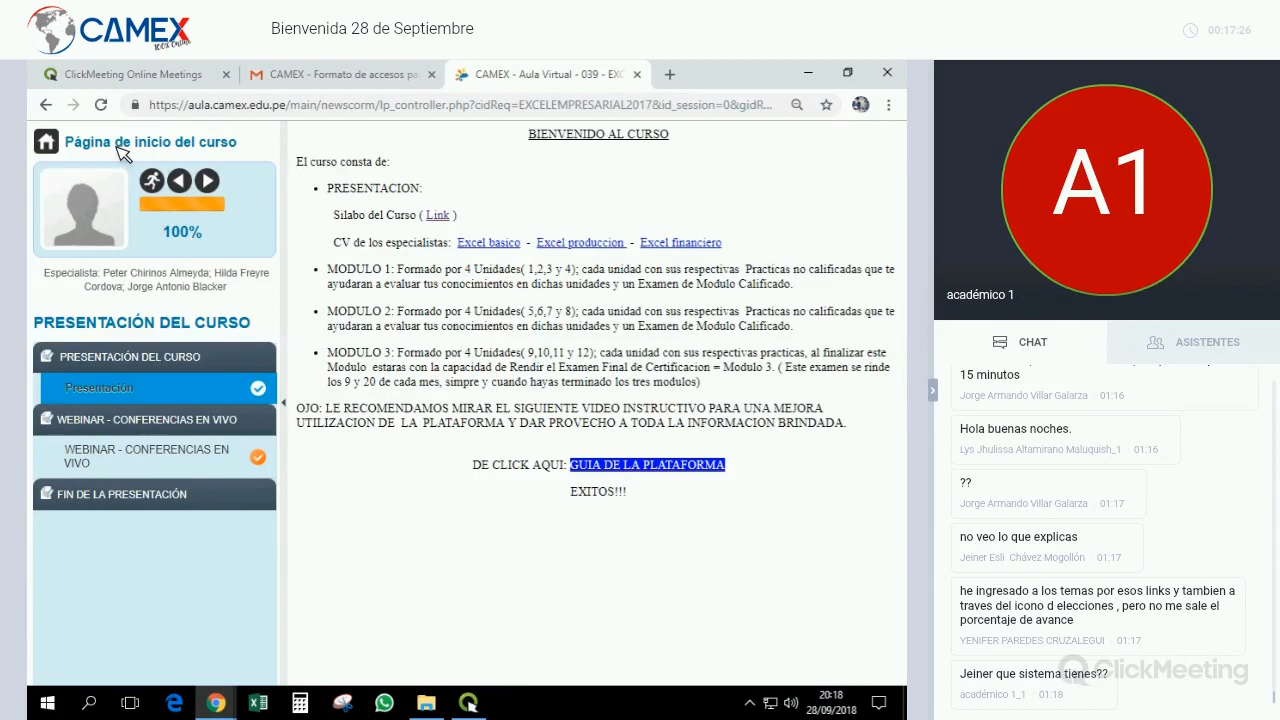 CAMEX
100% Online
Bienvenida 28 de Septiembre
00:17:26
ClickMeeting Online Meetings
CAMEX - Formato de accesos pa
CAMEX - Aula Virtual - 039 - EXC
https://aula.camex.edu.pe/main/newscorm/lp_controller.php?cidReq=EXCELEMPRESARIAL2017&id_session=0&gidR...
Página de inicio del curso
100%
Especialista: Peter Chirinos Almeyda; Hilda Freyre
Cordova; Jorge Antonio Blacker
PRESENTACIÓN DEL CURSO
PRESENTACIÓN DEL CURSO
Presentación
WEBINAR - CONFERENCIAS EN VIVO
WEBINAR - CONFERENCIAS EN
VIVO
FIN DE LA PRESENTACIÓN
BIENVENIDO AL CURSO
El curso consta de:
• PRESENTACION:
Silabo del Curso ( Link )
CV de los especialistas: Excel basico - Excel produccion - Excel financiero
• MODULO 1: Formado por 4 Unidades( 1,2,3 y 4); cada unidad con sus respectivas Practicas no calificadas que te
ayudaran a evaluar tus conocimientos en dichas unidades y un Examen de Modulo Calificado.
• MODULO 2: Formado por 4 Unidades( 5,6,7 y 8); cada unidad con sus respectivas Practicas no calificadas que te
ayudaran a evaluar tus conocimientos en dichas unidades y un Examen de Modulo Calificado.
• MODULO 3: Formado por 4 Unidades( 9,10,11 y 12); cada unidad con sus respectivas practicas, al finalizar este
Modulo estaras con la capacidad de Rendir el Examen Final de Certificacion = Modulo 3. ( Este examen se rinde
los 9 y 20 de cada mes, simpre y cuando hayas terminado los tres modulos)
OJO: LE RECOMENDAMOS MIRAR EL SIGUIENTE VIDEO INSTRUCTIVO PARA UNA MEJORA
UTILIZACION DE LA PLATAFORMA Y DAR PROVECHO A TODA LA INFORMACION BRINDADA.
DE CLICK AQUI: GUIA DE LA PLATAFORMA
EXITOS!!!
20:18
28/09/2018
A1
académico 1
CHAT
ASISTENTES
15 minutos
Jorge Armando Villar Galarza 01:16
Hola buenas noches.
Lys Jhulissa Altamirano Maluquish_1 01:16
??
Jorge Armando Villar Galarza 01:17
no veo lo que explicas
Jeiner Esli Chávez Mogollón 01:17
he ingresado a los temas por esos links y tambien a
traves del icono d elecciones , pero no me sale el
porcentaje de avance
YENIFER PAREDES CRUZALEGUI 01:17
Jeiner que sistema tienes??
académico 1_1 01:18
ClickMeeting